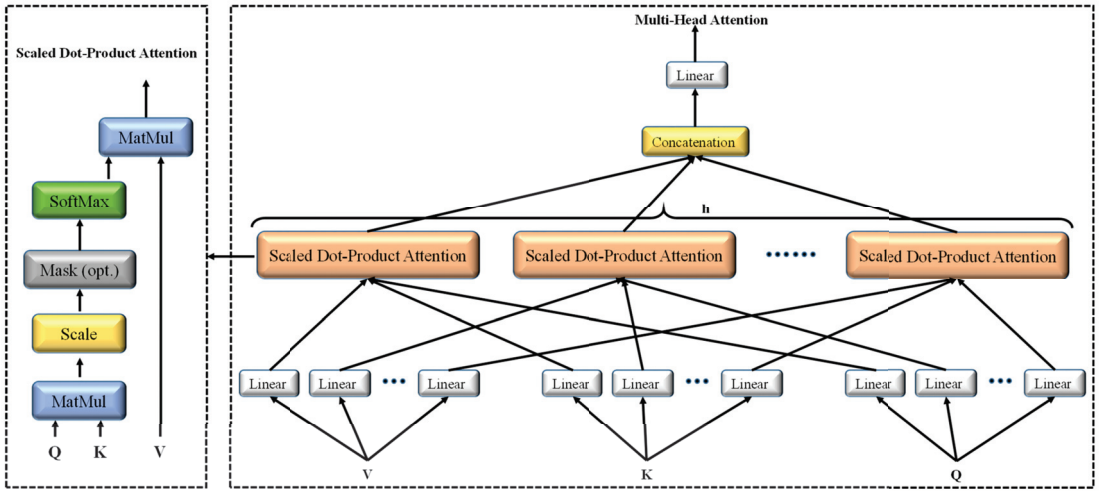 Scaled Dot-Product Attention
MatMul
SoftMax
Mask (opt.)
Scale
MatMul
Q K V
Multi-Head Attention
Linear
Concatenation
h
Scaled Dot-Product Attention Scaled Dot-Product Attention ...... Scaled Dot-Product Attention
Linear Linear ... Linear Linear Linear ... Linear Linear Linear ... Linear
V K Q